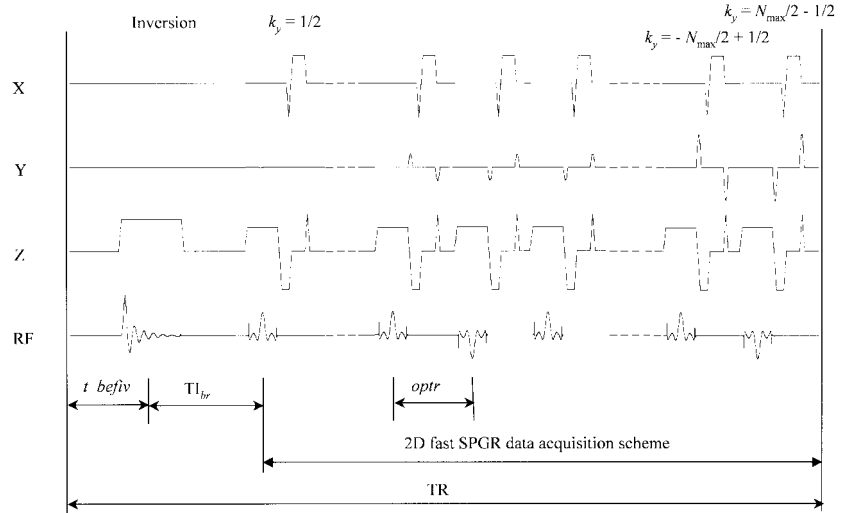 k_y = N_max/2 - 1/2
Inversion
k_y = 1/2
k_y = - N_max/2 + 1/2
X
Y
Z
RF
t befiv
TI_br
optr
2D fast SPGR data acquisition scheme
TR